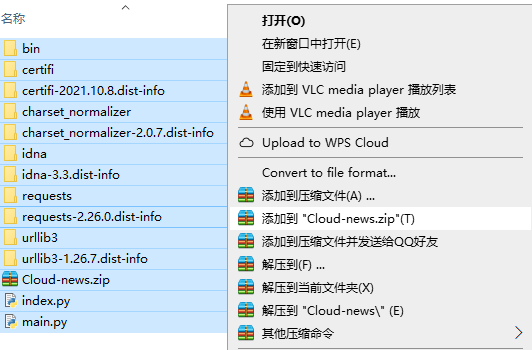 名称
bin
certifi
certifi-2021.10.8.dist-info
charset_normalizer
charset_normalizer-2.0.7.dist-info
idna
idna-3.3.dist-info
requests
requests-2.26.0.dist-info
urllib3
urllib3-1.26.7.dist-info
Cloud-news.zip
index.py
main.py
打开(O)
在新窗口中打开(E)
固定到快速访问
添加到 VLC media player 播放列表
使用 VLC media player 播放
Upload to WPS Cloud
Convert to file format...
添加到压缩文件(A) ...
添加到 "Cloud-news.zip"(T)
添加到压缩文件并发送给QQ好友
解压到(F) ...
解压到当前文件夹(X)
解压到 "Cloud-news\" (E)
其他压缩命令